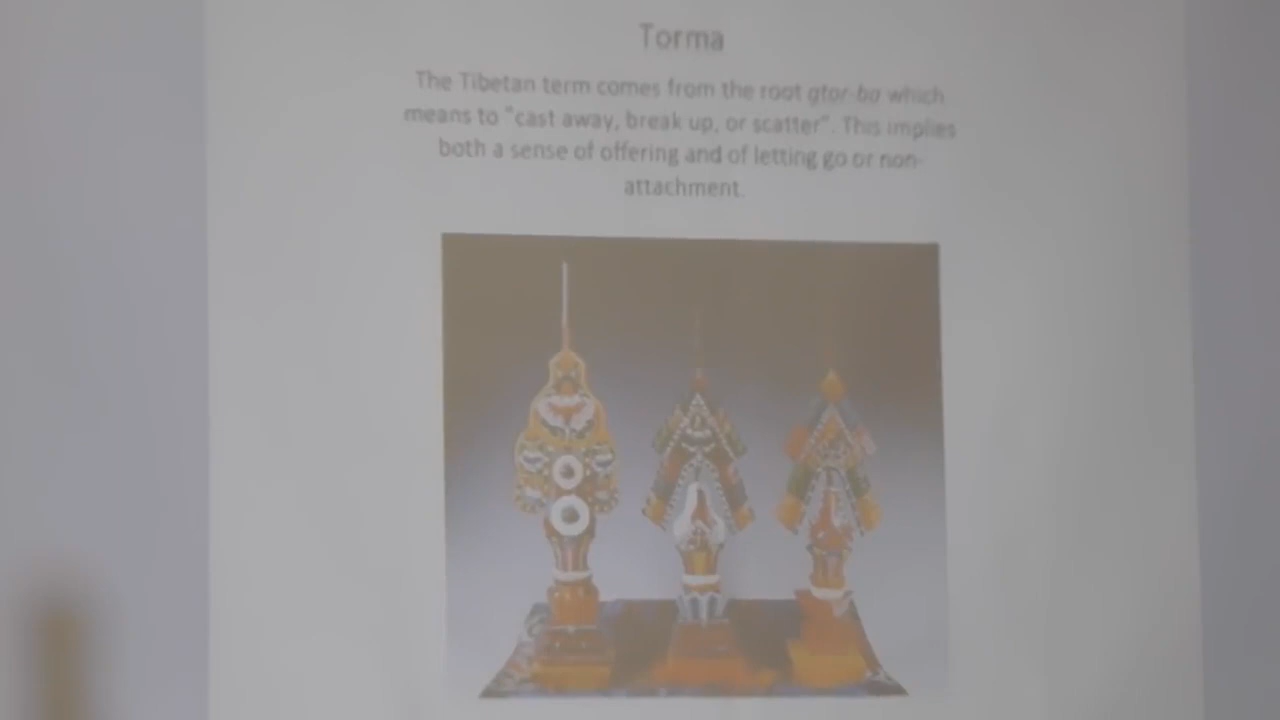 Torma
The Tibetan term comes from the root gtor-ba which
means to "cast away, break up, or scatter". This implies
both a sense of offering and of letting go or non-
attachment.